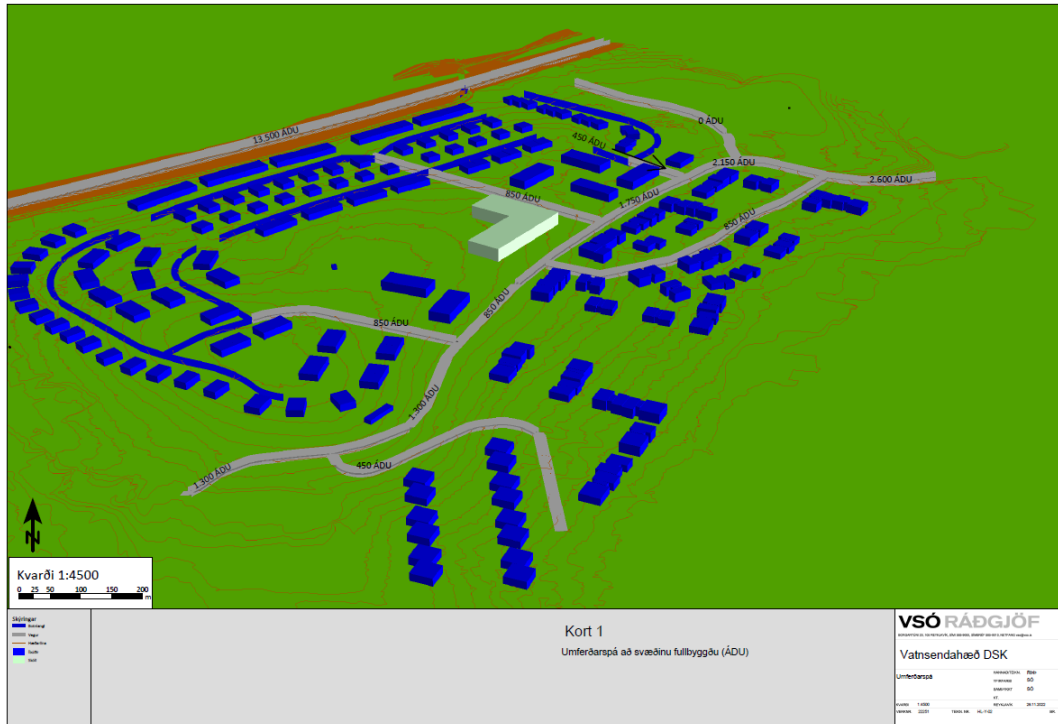 13.500 ÁDU
450 ÁDU
0 ÁDU
2.150 ÁDU
2.600 ÁDU
850 ÁDU
1.750 ÁDU
850 ÁDU
850 ÁDU
850 ÁDU
1.300 ÁDU
1.300 ÁDU
450 ÁDU
N
Kvarði 1:4500
0 25 50 100 150 200
m
Skýringar
Vegur
Kort 1
Umferðarspá að svæðinu fullbyggðu (ÁDU)
VSÓ RÁÐGJÖF
Vatnsendahæð DSK
Umferðarspá